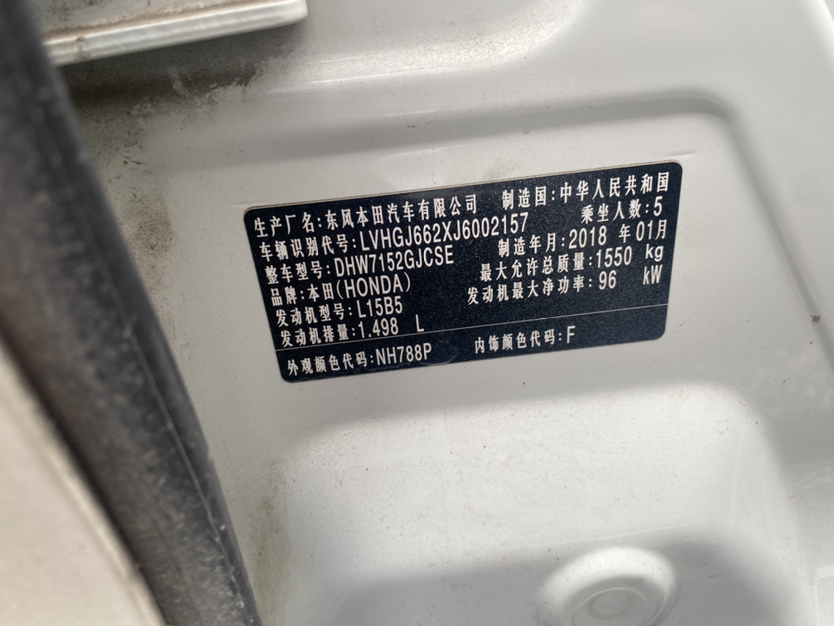 生产厂名:东风本田汽车有限公司 制造国:中华人民共和国
车辆识别代号:LVHGJ662XJ6002157 乘坐人数:5
整车型号:DHW7152GJCSE 制造年月:2018 年01月
品牌:本田(HONDA) 最大允许总质量:1550 kg
发动机型号:L15B5 发动机最大净功率:96 kW
发动机排量:1.498 L
外观颜色代码:NH788P 内饰颜色代码:F